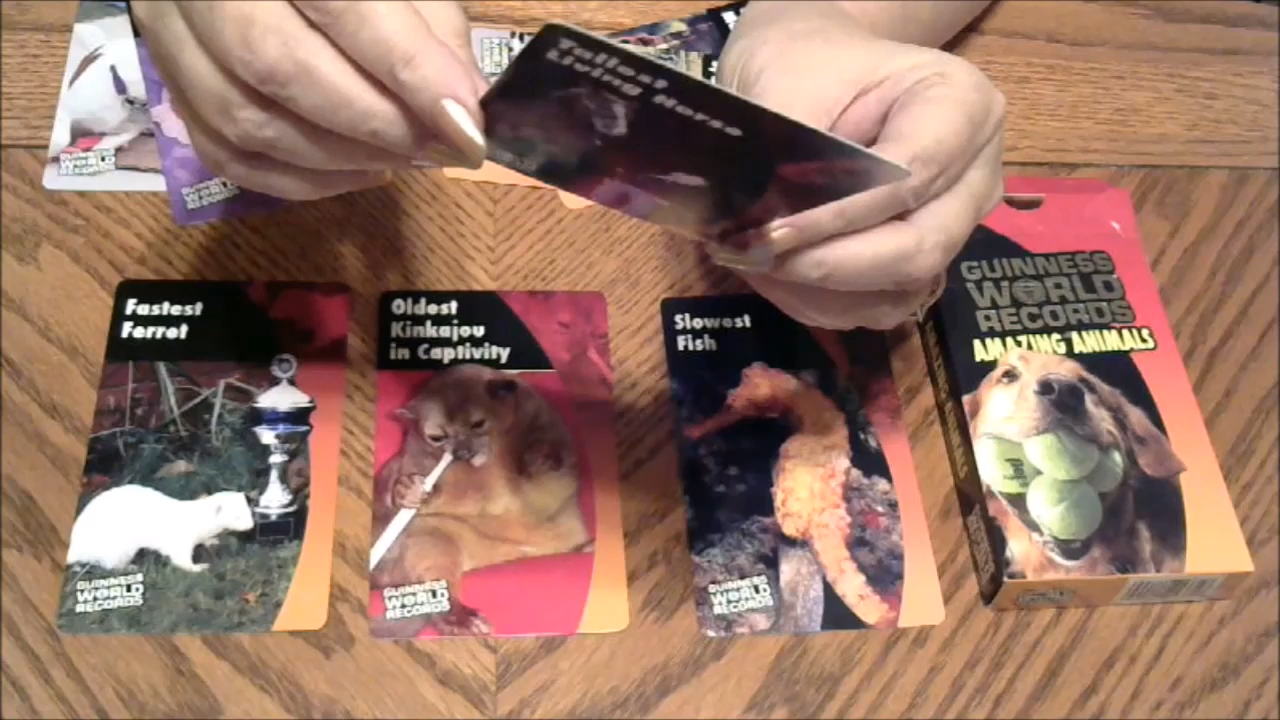 Tallest
Living Horse
GUINNESS
WORLD
RECORDS
GUINNESS
WORLD
RECORDS
Fastest
Ferret
GUINNESS
WORLD
RECORDS
Oldest
Kinkajou
in Captivity
GUINNESS
WORLD
RECORDS
Slowest
Fish
GUINNESS
WORLD
RECORDS
GUINNESS
WORLD
RECORDS
AMAZING ANIMALS